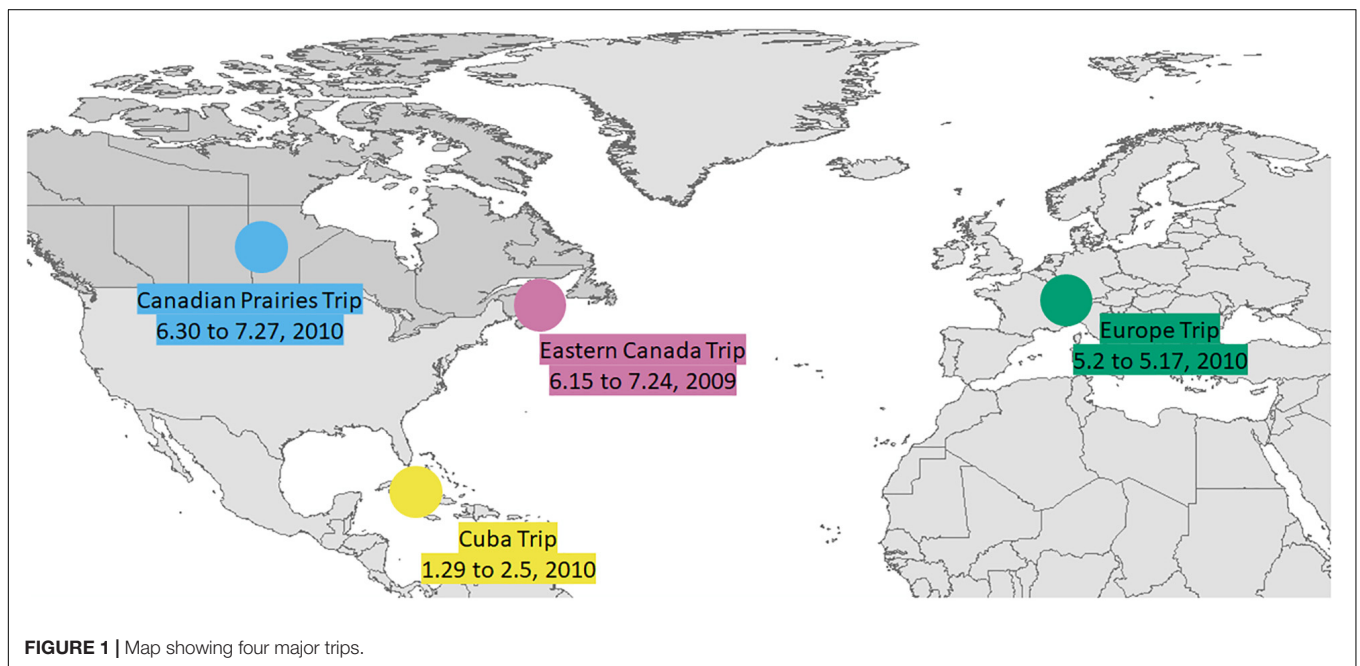 Canadian Prairies Trip
6.30 to 7.27, 2010
Eastern Canada Trip
6.15 to 7.24, 2009
Europe Trip
5.2 to 5.17, 2010
Cuba Trip
1.29 to 2.5, 2010
FIGURE 1 | Map showing four major trips.